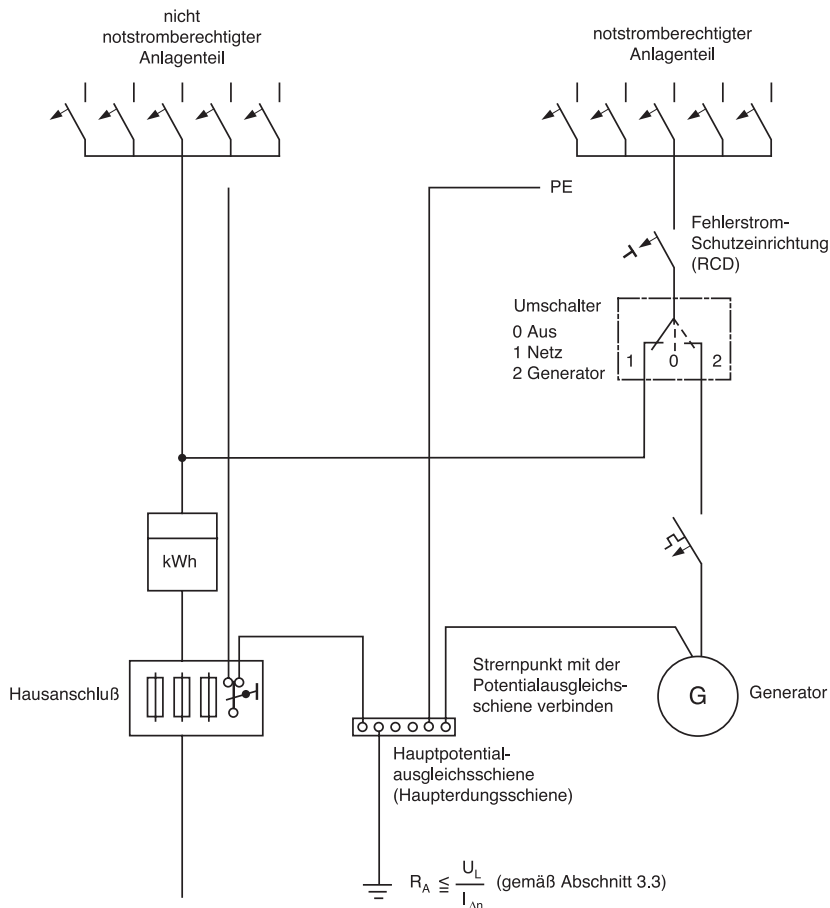 nicht
notstromberechtigter
Anlagenteil
notstromberechtigter
Anlagenteil
PE
Fehlerstrom-
Schutzeinrichtung
(RCD)
Umschalter
0 Aus
1 Netz
2 Generator
1 0 2
kWh
Hausanschluß
Strernpunkt mit der
Potentialausgleichs-
schiene verbinden
G
Generator
Hauptpotential-
ausgleichsschiene
(Haupterdungsschiene)
R_A ≦ U_L / I_Δn (gemäß Abschnitt 3.3)